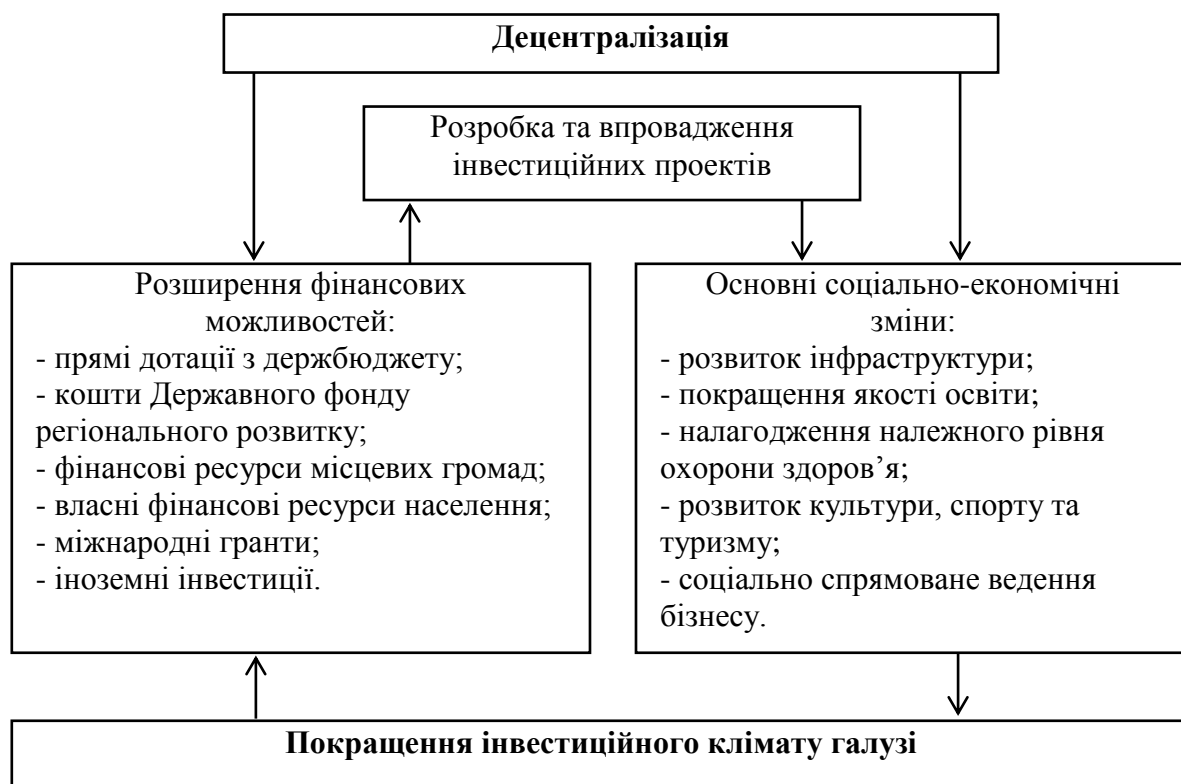 Децентралізація
Розробка та впровадження
інвестиційних проектів
Розширення фінансових
можливостей:
- прямі дотації з держбюджету;
- кошти Державного фонду
регіонального розвитку;
- фінансові ресурси місцевих громад;
- власні фінансові ресурси населення;
- міжнародні гранти;
- іноземні інвестиції.
Основні соціально-економічні
зміни:
- розвиток інфраструктури;
- покращення якості освіти;
- налагодження належного рівня
охорони здоров’я;
- розвиток культури, спорту та
туризму;
- соціально спрямоване ведення
бізнесу.
Покращення інвестиційного клімату галузі